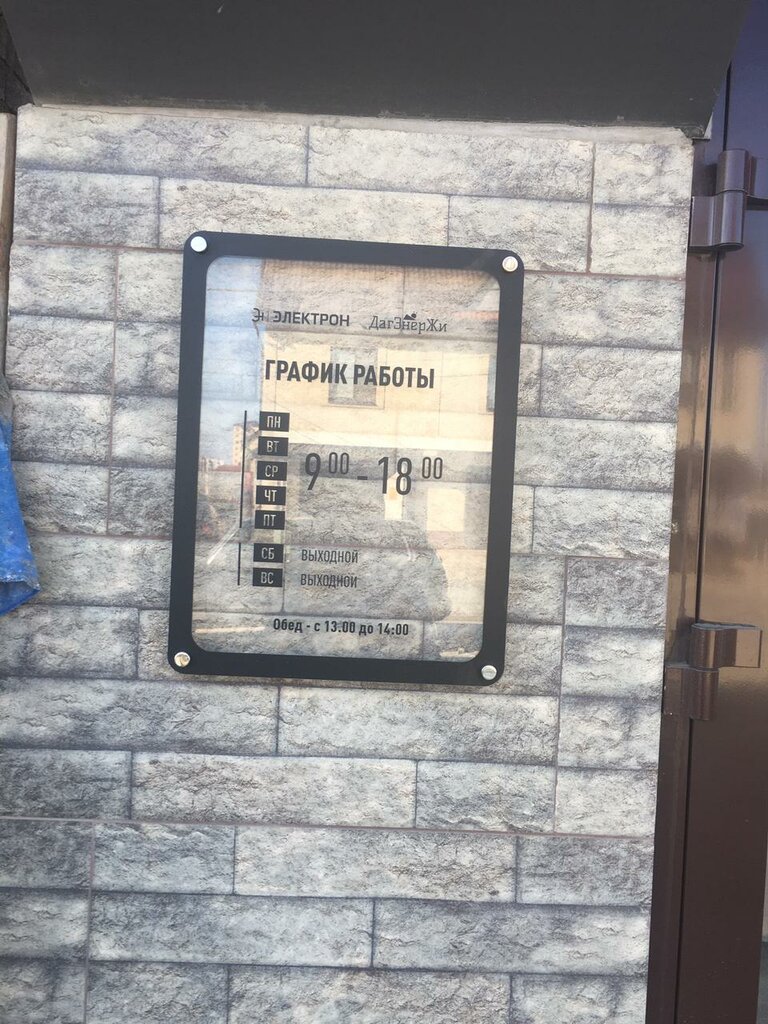 Э+ ЭЛЕКТРОН ДагЭнерЖи
ГРАФИК РАБОТЫ
ПН
ВТ
СР 9 00 - 18 00
ЧТ
ПТ
СБ ВЫХОДНОЙ
ВС ВЫХОДНОЙ
Обед - с 13.00 до 14:00